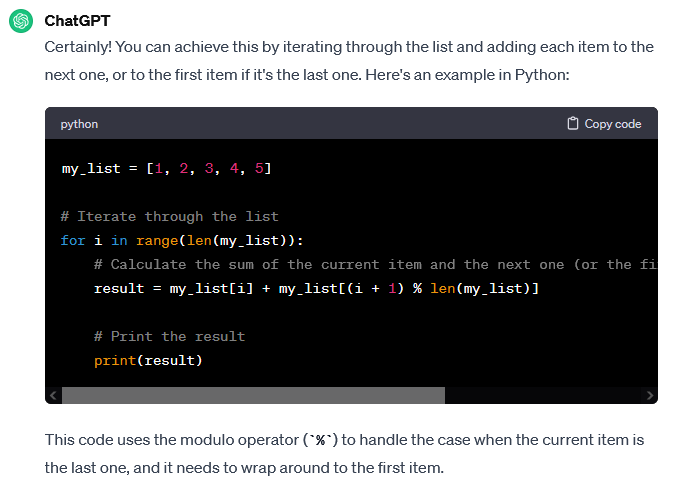 ChatGPT
Certainly! You can achieve this by iterating through the list and adding each item to the
next one, or to the first item if it's the last one. Here's an example in Python:
python Copy code
my_list = [1, 2, 3, 4, 5]
# Iterate through the list
for i in range(len(my_list)):
    # Calculate the sum of the current item and the next one (or the fi
    result = my_list[i] + my_list[(i + 1) % len(my_list)]
    # Print the result
    print(result)
This code uses the modulo operator (`%`) to handle the case when the current item is
the last one, and it needs to wrap around to the first item.